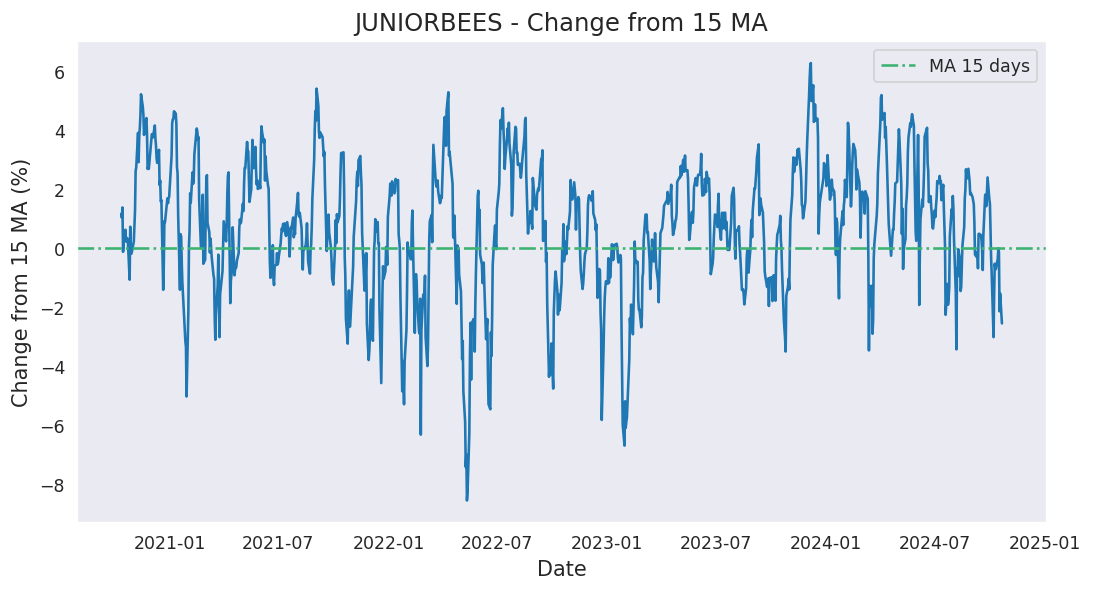 JUNIORBEES - Change from 15 MA
MA 15 days
Change from 15 MA (%)
6
4
2
0
−2
−4
−6
−8
2021-01 2021-07 2022-01 2022-07 2023-01 2023-07 2024-01 2024-07 2025-01
Date